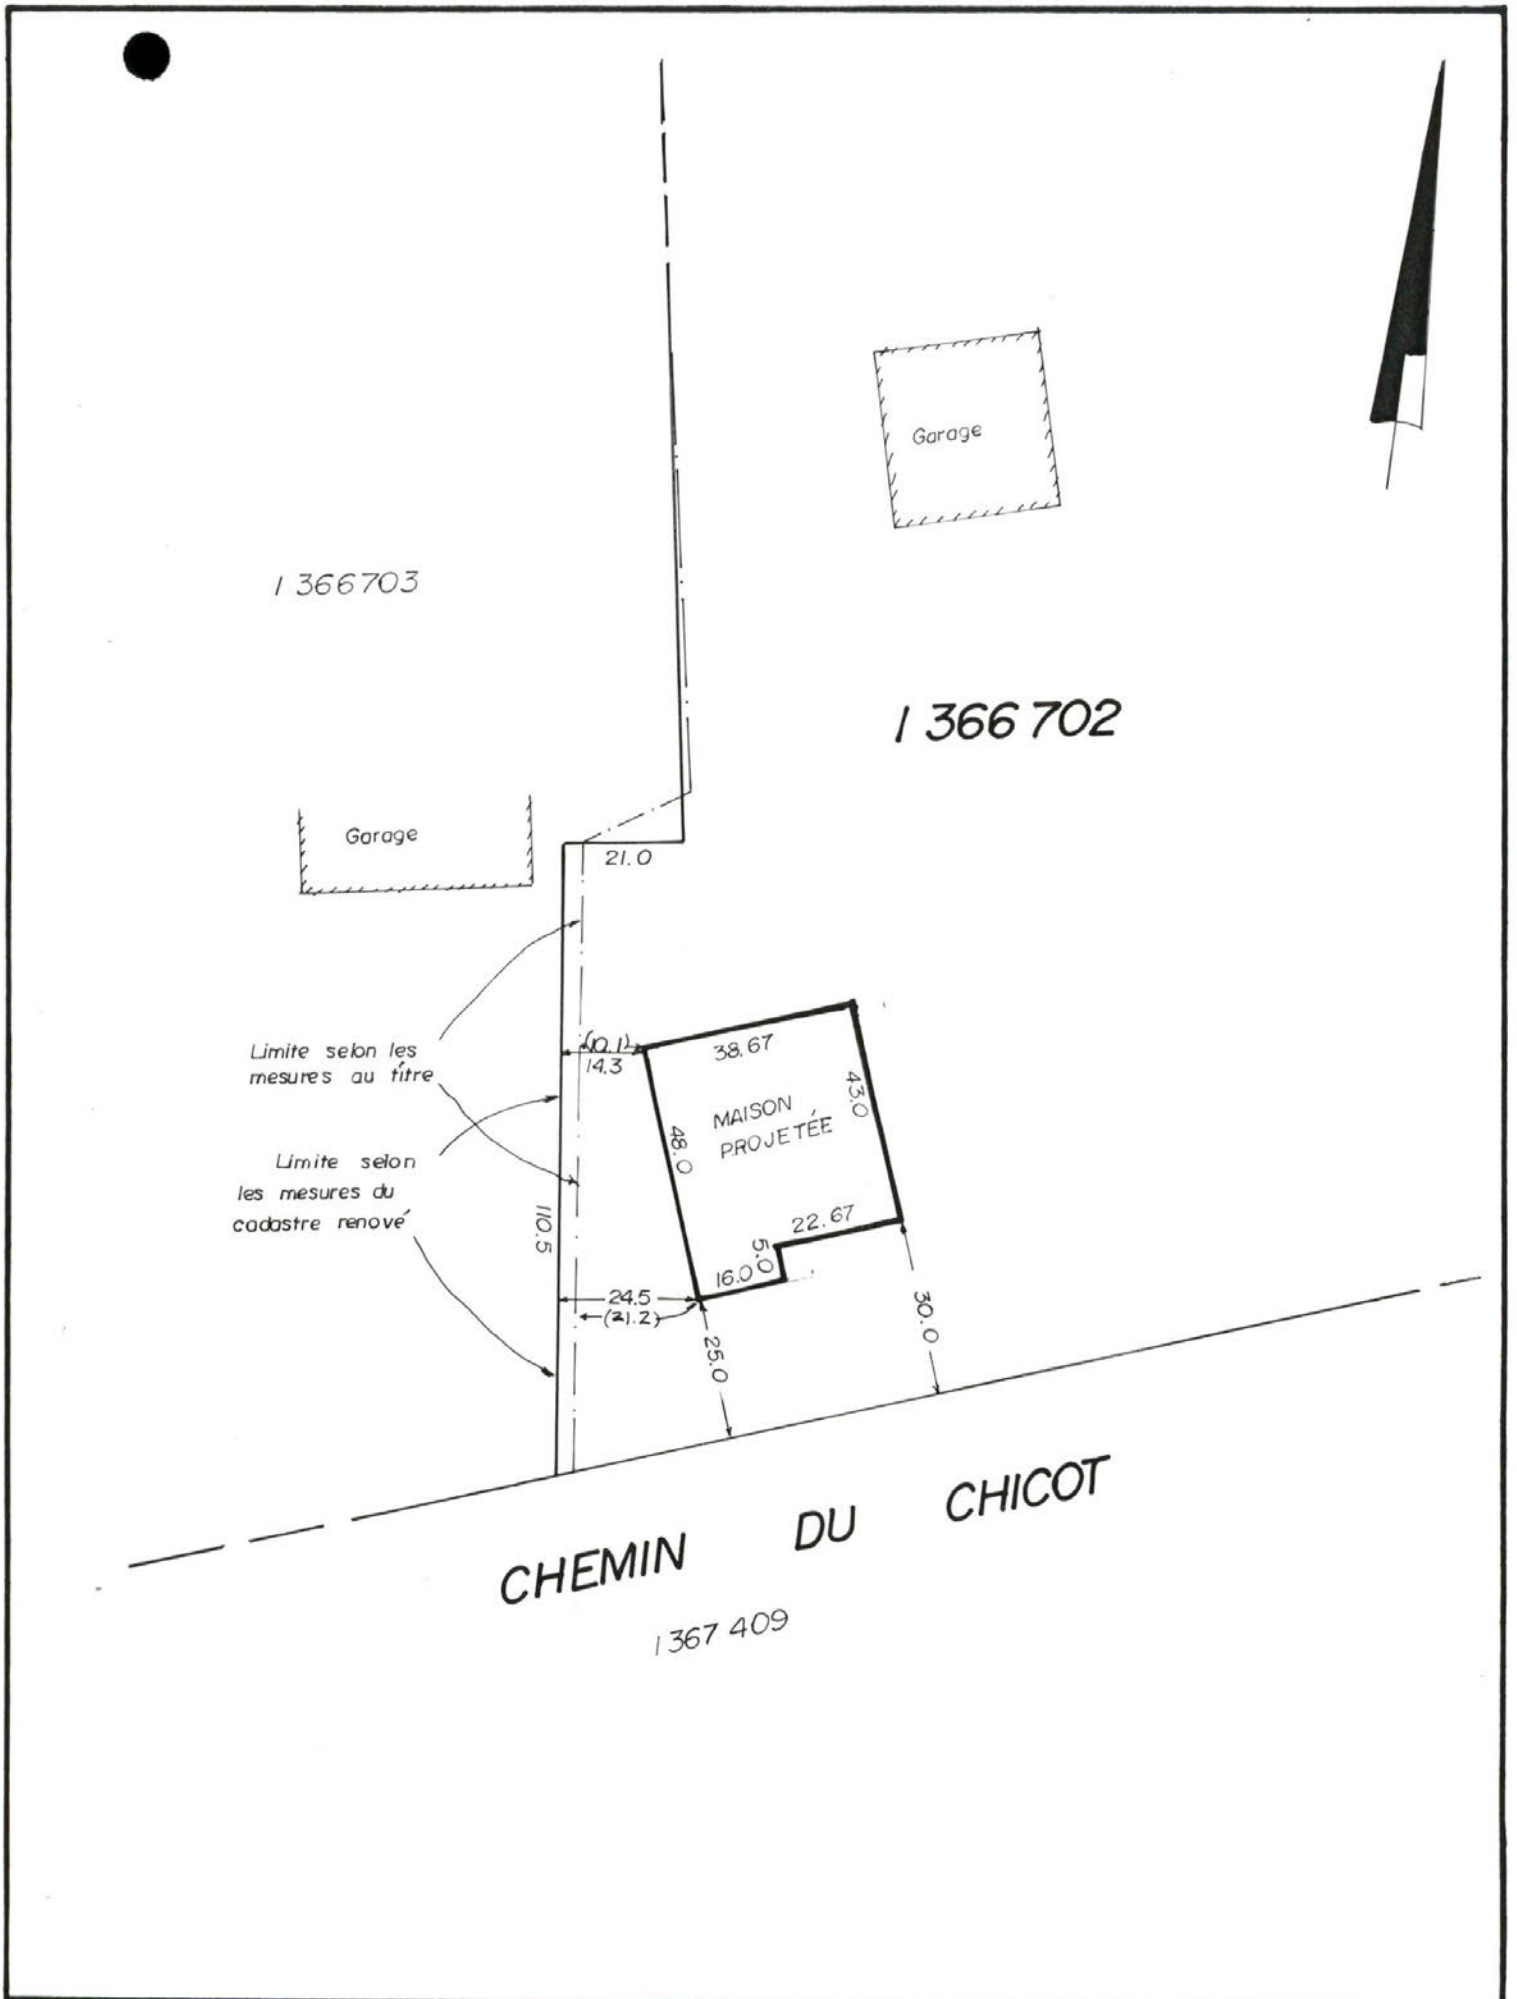 Garage
1 366703
1 366 702
Garage
21.0
Limite selon les
mesures au titre
(10.1)
14.3
38.67
43.0
MAISON
PROJETÉE
48.0
Limite selon
les mesures du
cadastre renové
110.5
22.67
5.0
16.0
24.5
(21.2)
25.0
30.0
CHEMIN DU CHICOT
1 367 409